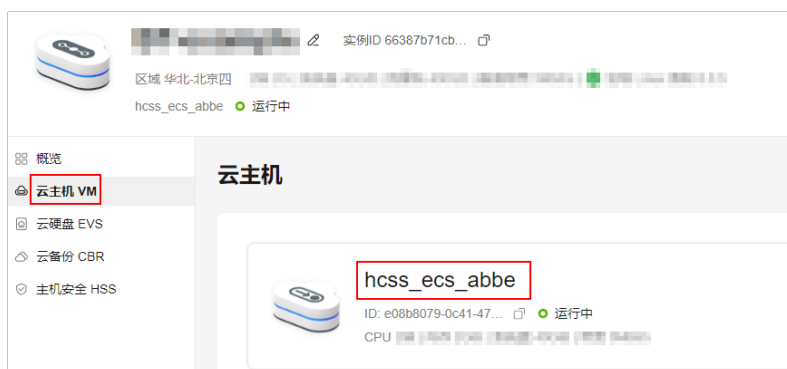 实例ID 66387b71cb...
区域 华北-北京四
hcss_ecs_abbe 运行中
概览
云主机 VM
云硬盘 EVS
云备份 CBR
主机安全 HSS
云主机
hcss_ecs_abbe
ID: e08b8079-0c41-47... 运行中
CPU